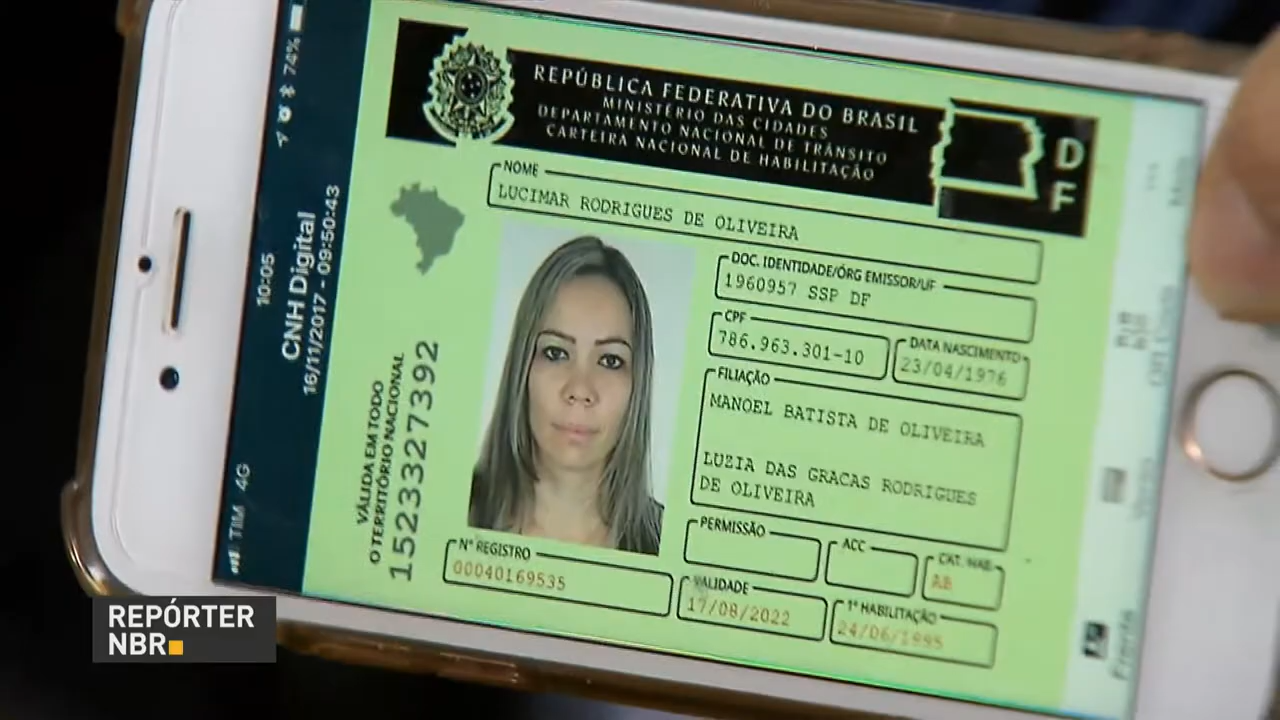 REPÚBLICA FEDERATIVA DO BRASIL
MINISTÉRIO DAS CIDADES
DEPARTAMENTO NACIONAL DE TRÂNSITO
CARTEIRA NACIONAL DE HABILITAÇÃO
DF
NOME
LUCIMAR RODRIGUES DE OLIVEIRA
DOC. IDENTIDADE/ÓRG EMISSOR/UF
1960957 SSP DF
CPF
786.963.301-10
DATA NASCIMENTO
23/04/1976
FILIAÇÃO
MANOEL BATISTA DE OLIVEIRA
LUZIA DAS GRACAS RODRIGUES
DE OLIVEIRA
PERMISSÃO
ACC
CAT. HAB.
AB
Nº REGISTRO
00040169535
VALIDADE
17/08/2022
1ª HABILITAÇÃO
24/06/1995
VÁLIDA EM TODO
O TERRITÓRIO NACIONAL
1523327392
TIM 4G
10:05
74%
CNH Digital
16/11/2017 - 09:50:43
Frente
REPÓRTER
NBR